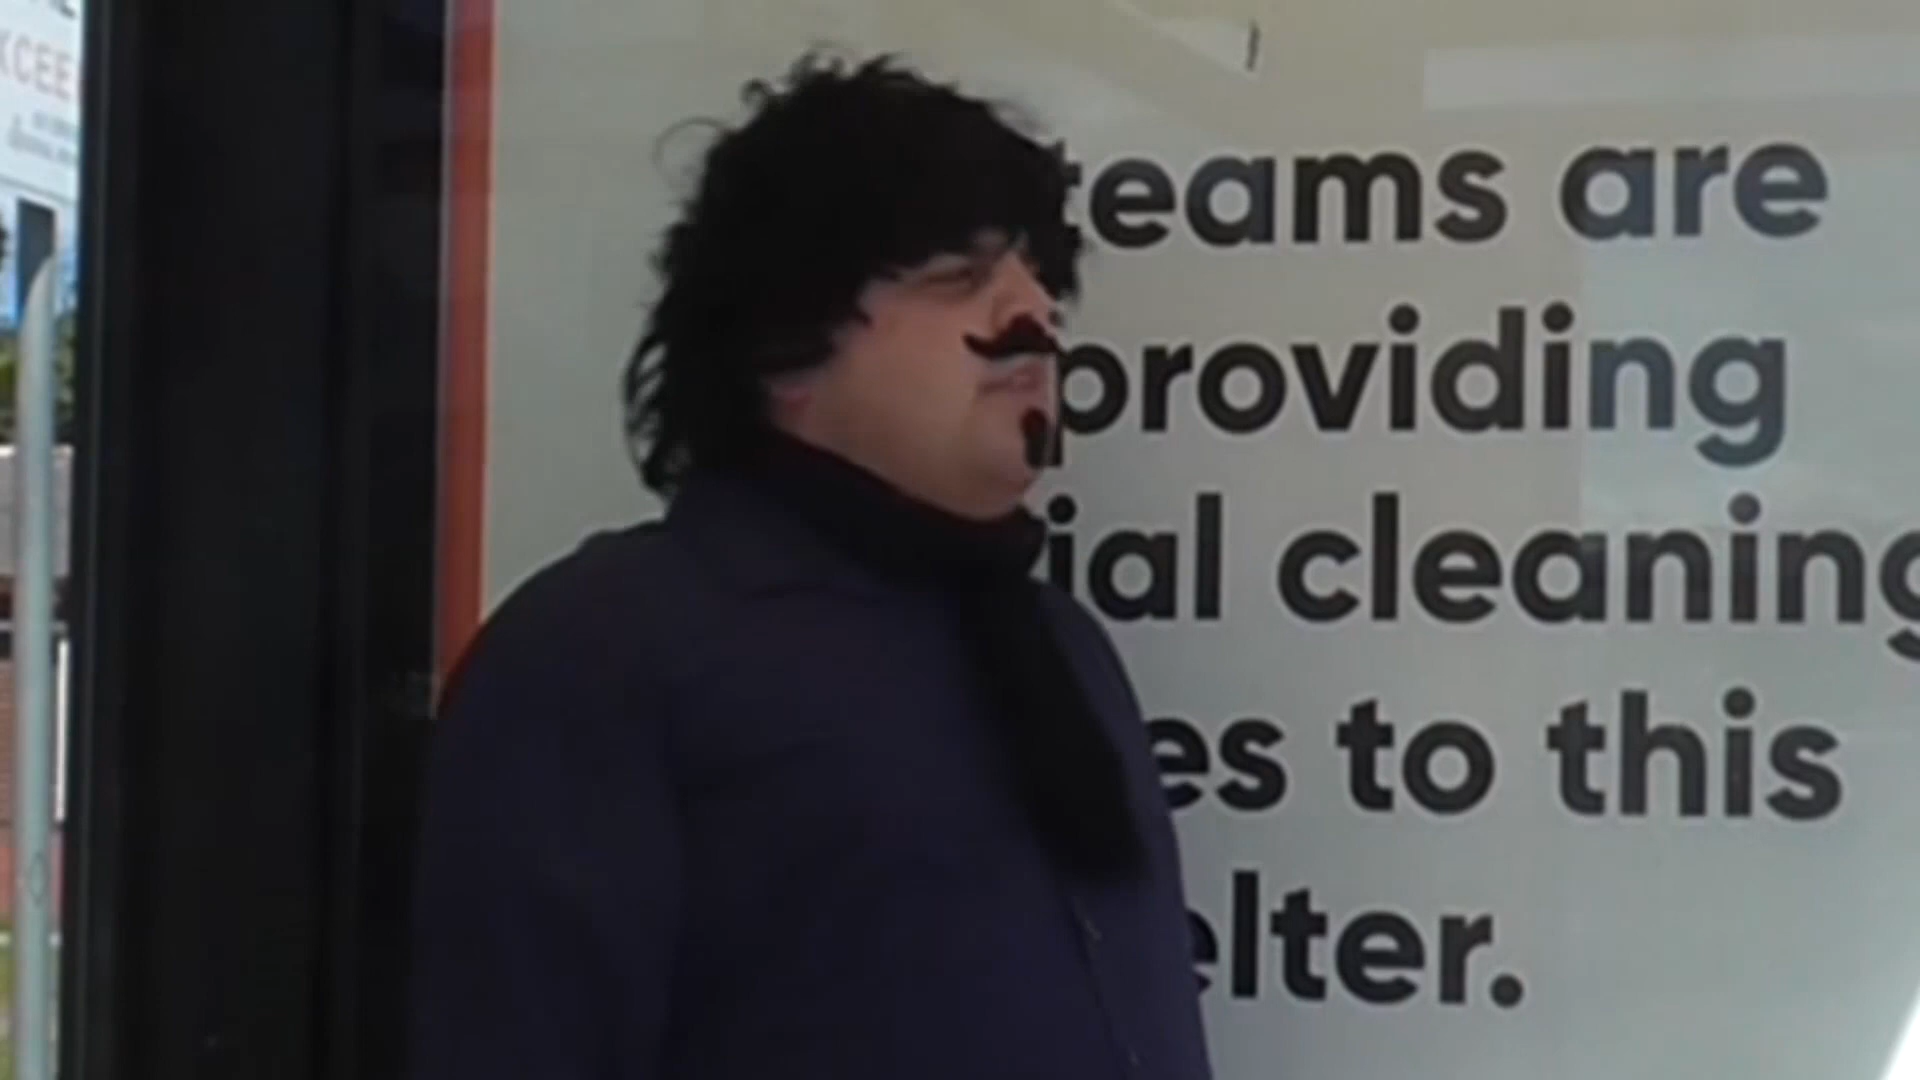 teams are
providing
ial cleaning
es to this
elter.